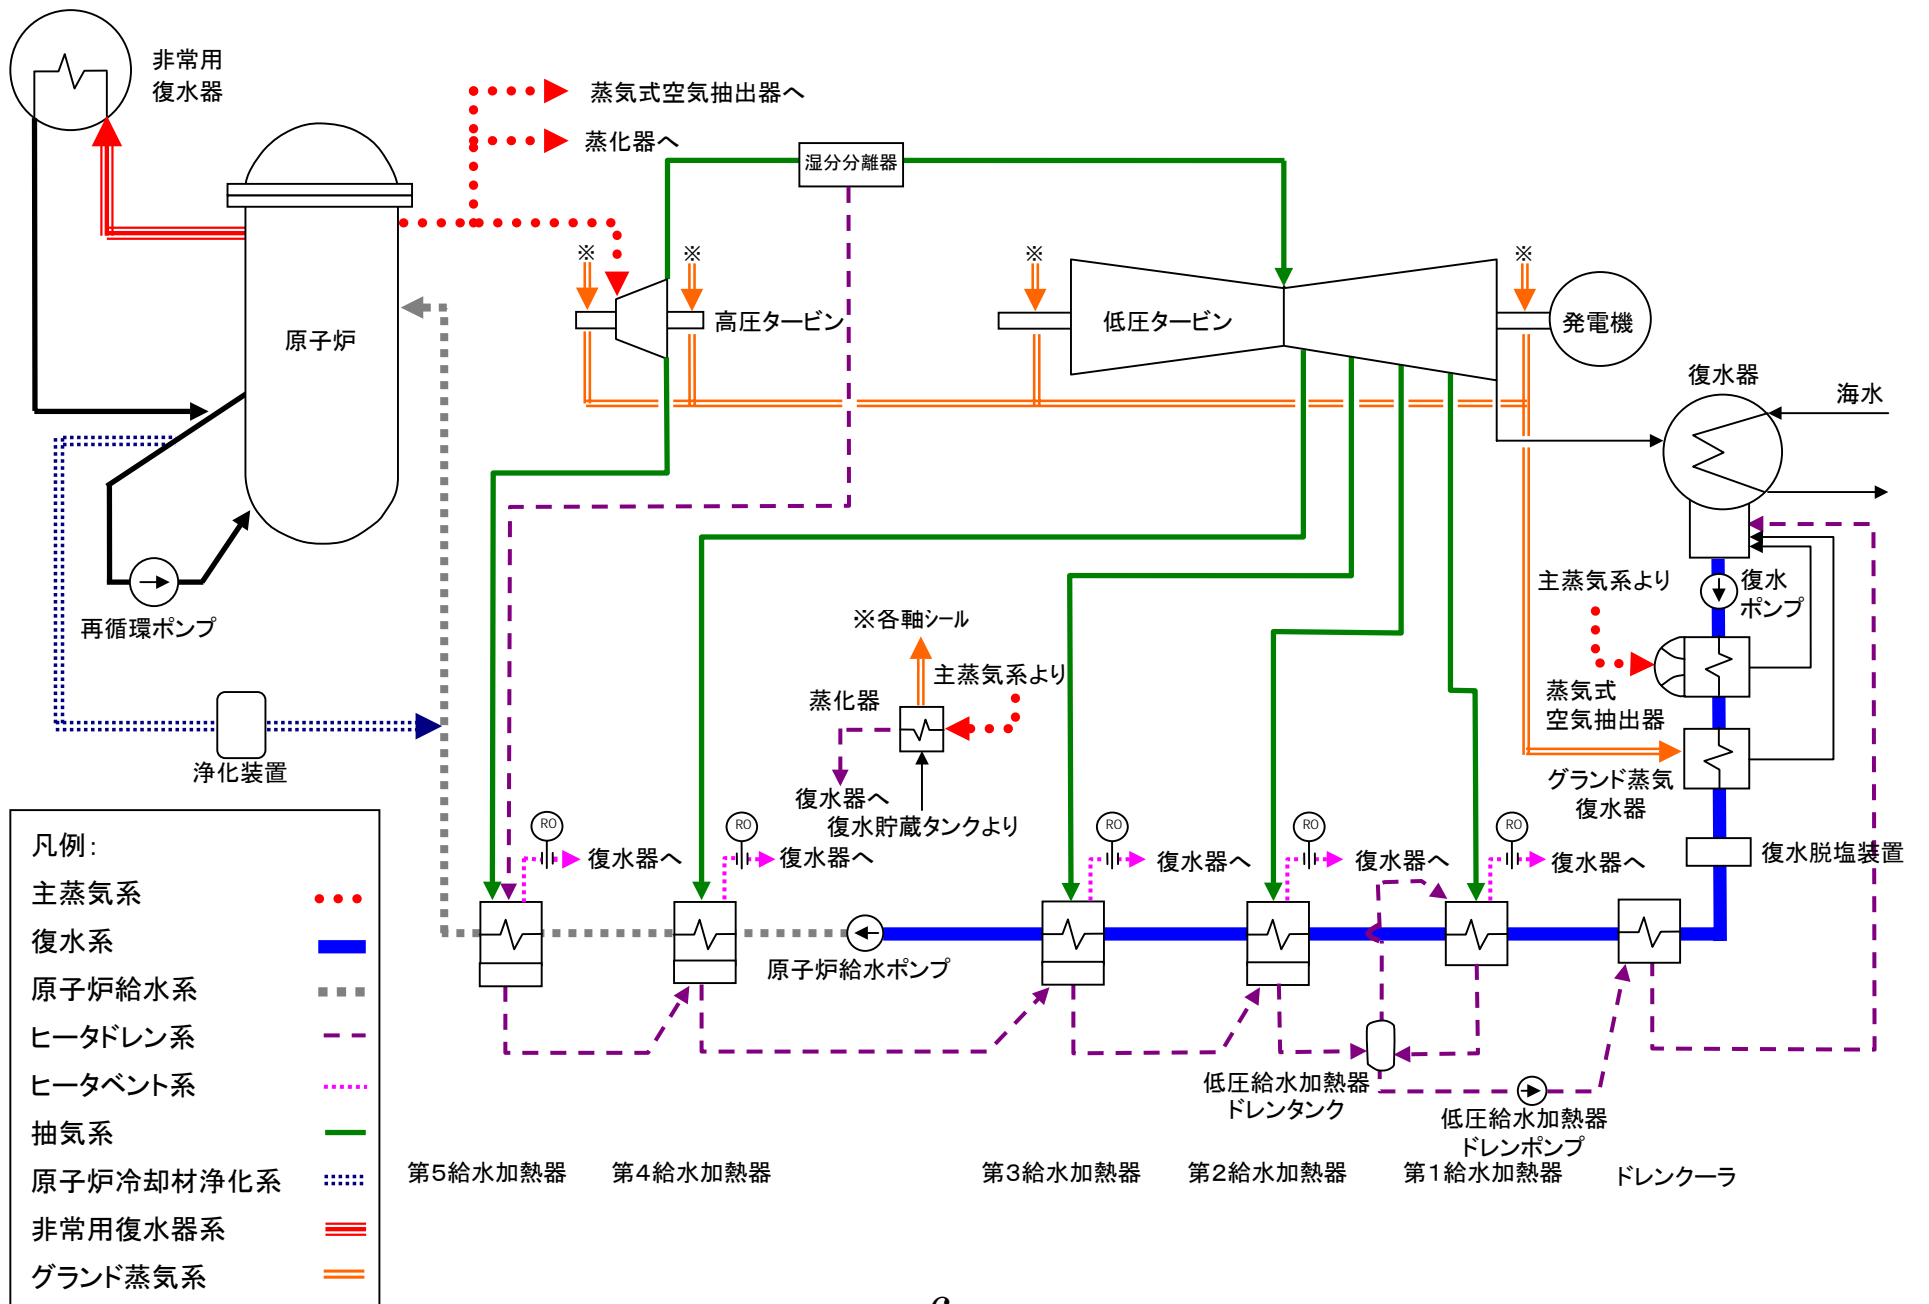 非常用
復水器
蒸気式空気抽出器へ
蒸化器へ
湿分分離器
※
※
※
※
原子炉
高圧タービン
低圧タービン
発電機
復水器
海水
再循環ポンプ
主蒸気系より
復水
ポンプ
※各軸シール
主蒸気系より
蒸化器
蒸気式
空気抽出器
浄化装置
復水器へ
復水貯蔵タンクより
グランド蒸気
復水器
復水脱塩装置
RO
RO
RO
RO
RO
復水器へ
復水器へ
復水器へ
復水器へ
復水器へ
原子炉給水ポンプ
低圧給水加熱器
ドレンタンク
低圧給水加熱器
ドレンポンプ
第5給水加熱器
第4給水加熱器
第3給水加熱器
第2給水加熱器
第1給水加熱器
ドレンクーラ
凡例:
主蒸気系
復水系
原子炉給水系
ヒータドレン系
ヒータベント系
抽気系
原子炉冷却材浄化系
非常用復水器系
グランド蒸気系